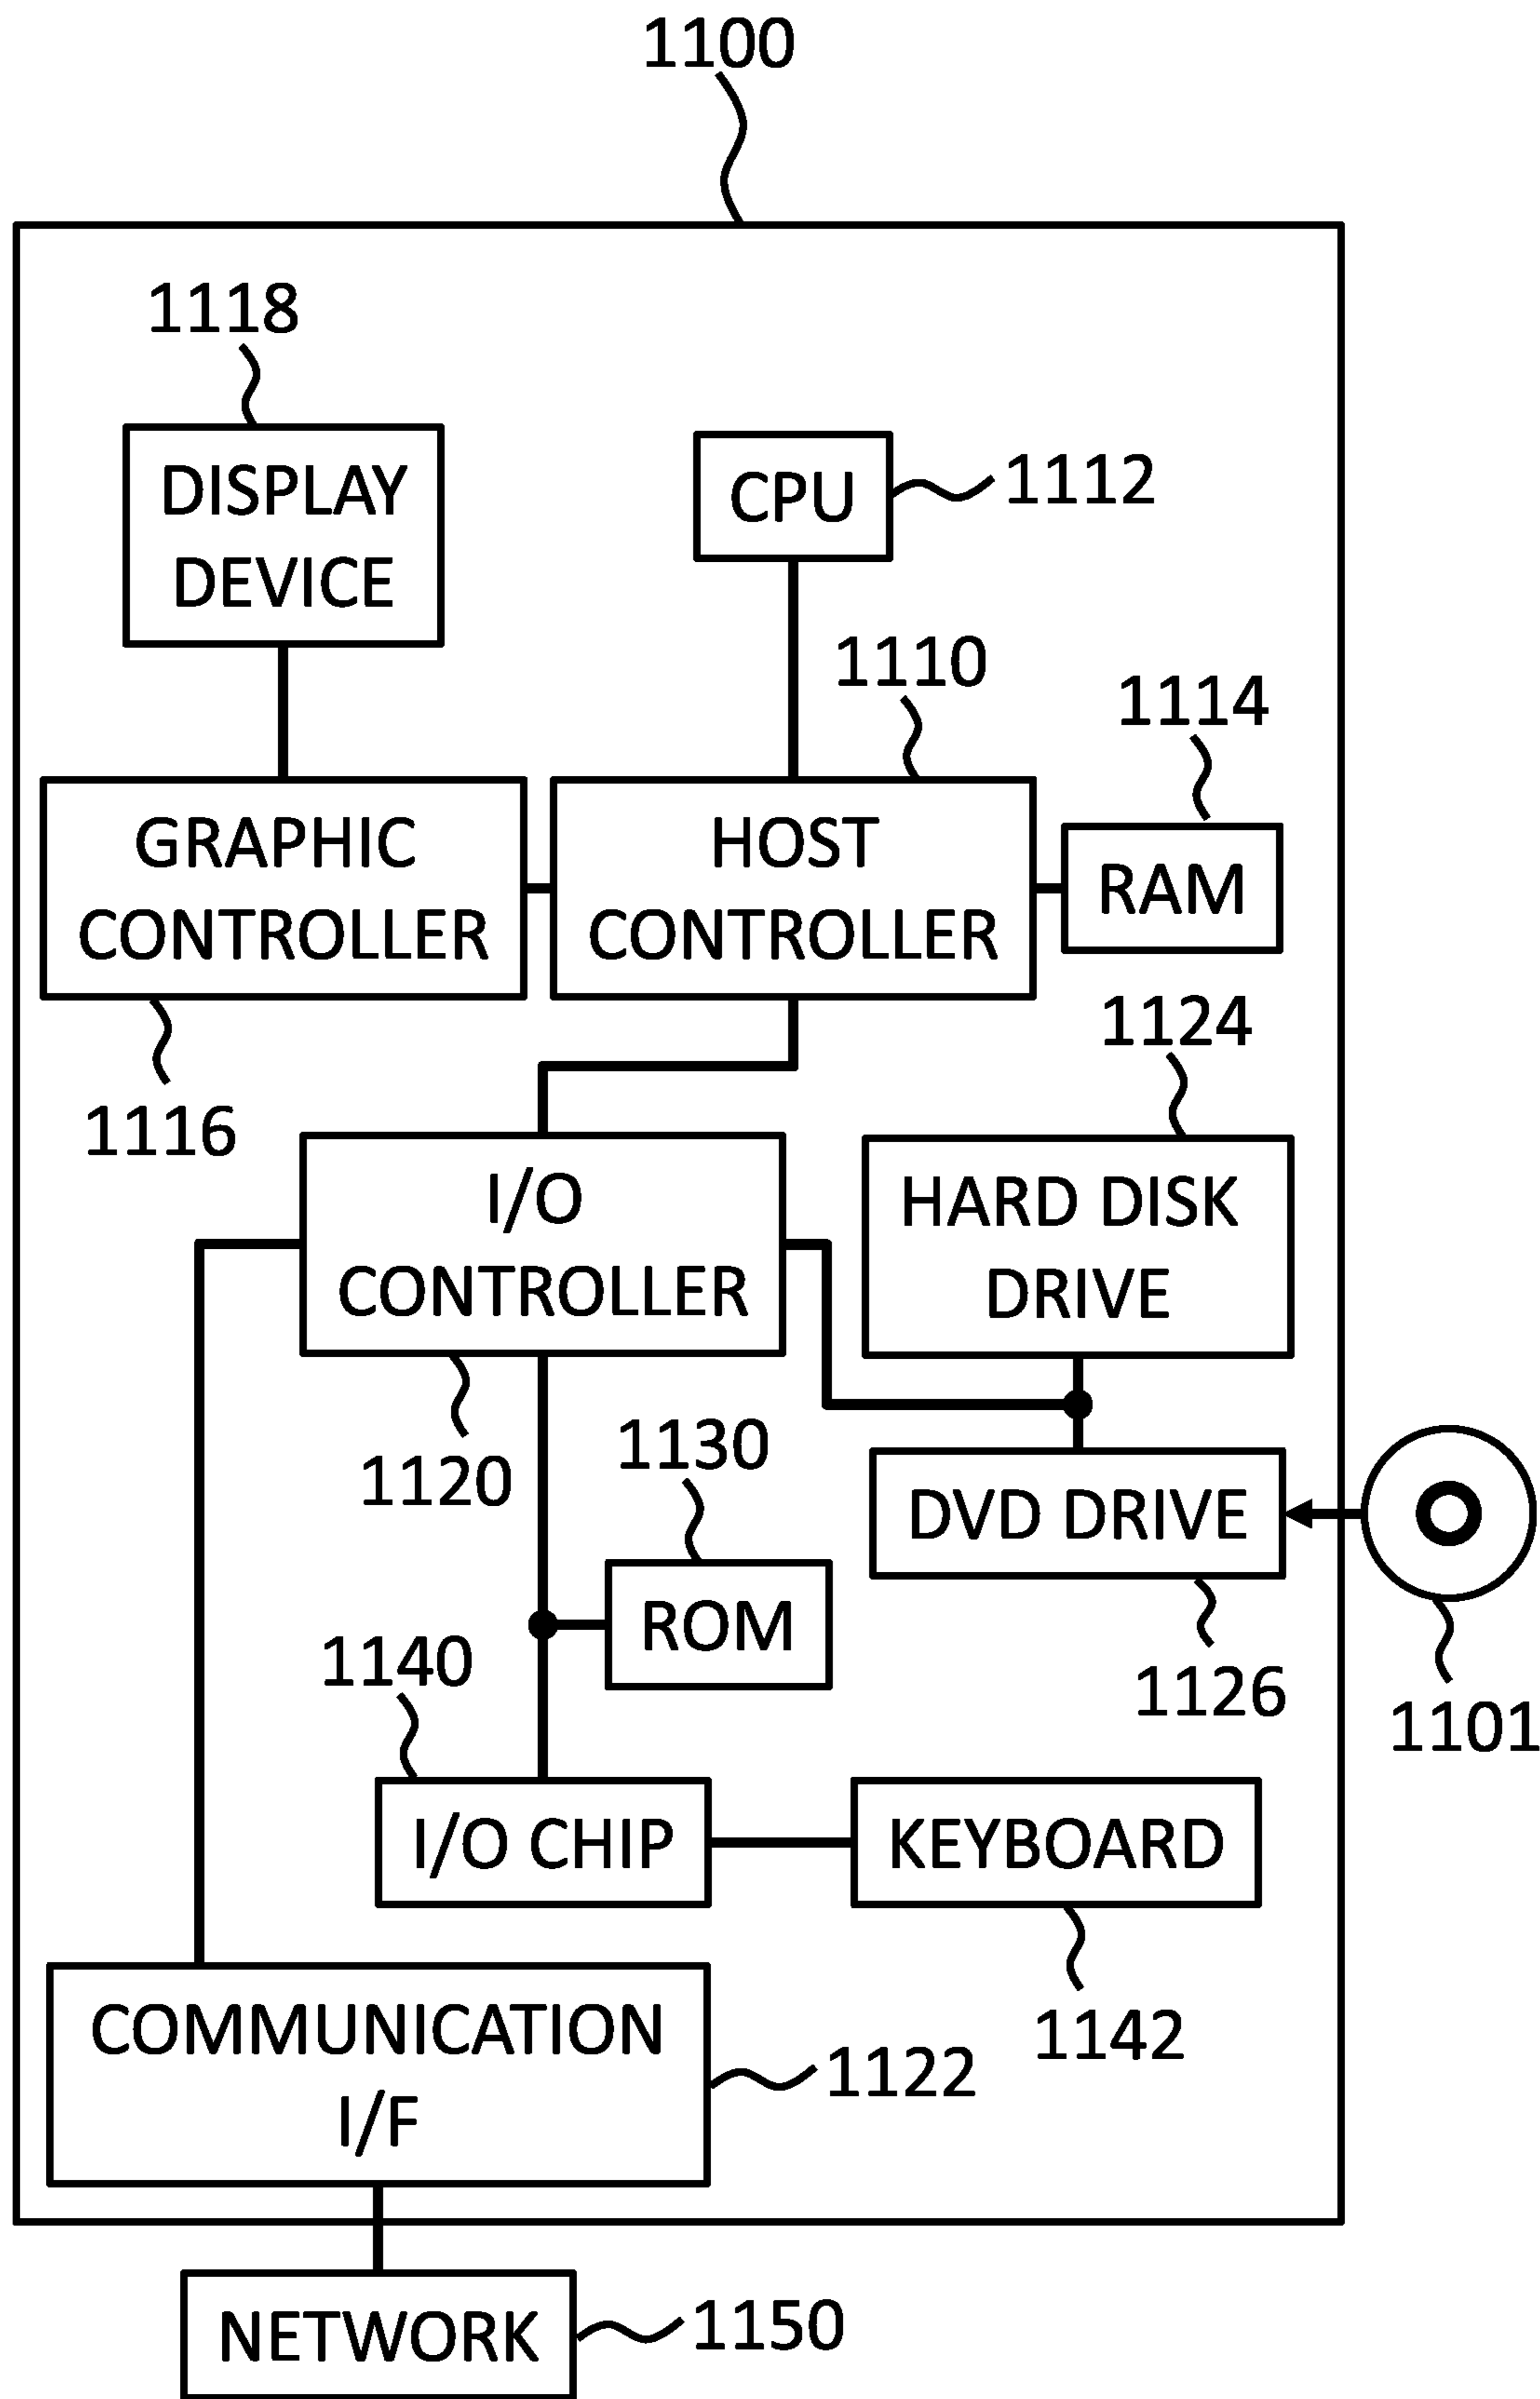 1100
1118
DISPLAY
DEVICE
CPU
1112
1110
1114
GRAPHIC
CONTROLLER
HOST
CONTROLLER
RAM
1116
1124
I/O
CONTROLLER
HARD DISK
DRIVE
1120
1130
DVD DRIVE
ROM
1126
1101
1140
I/O CHIP
KEYBOARD
1142
COMMUNICATION
I/F
1122
NETWORK
1150